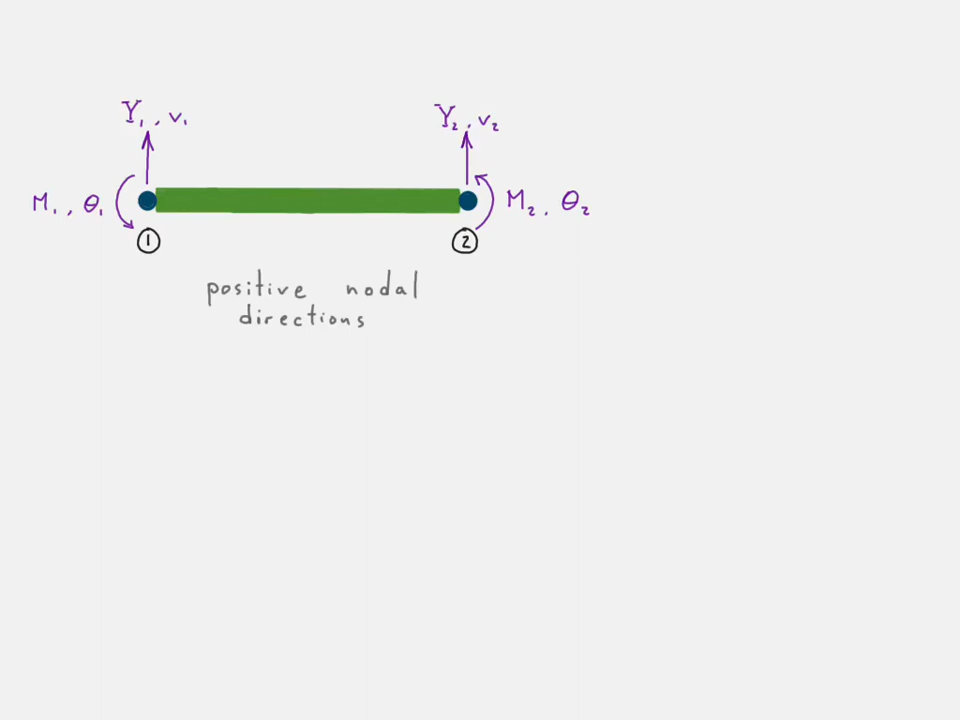 Y₁, v₁
Y₂, v₂
M₁, θ₁
M₂, θ₂
1
2
positive nodal
directions